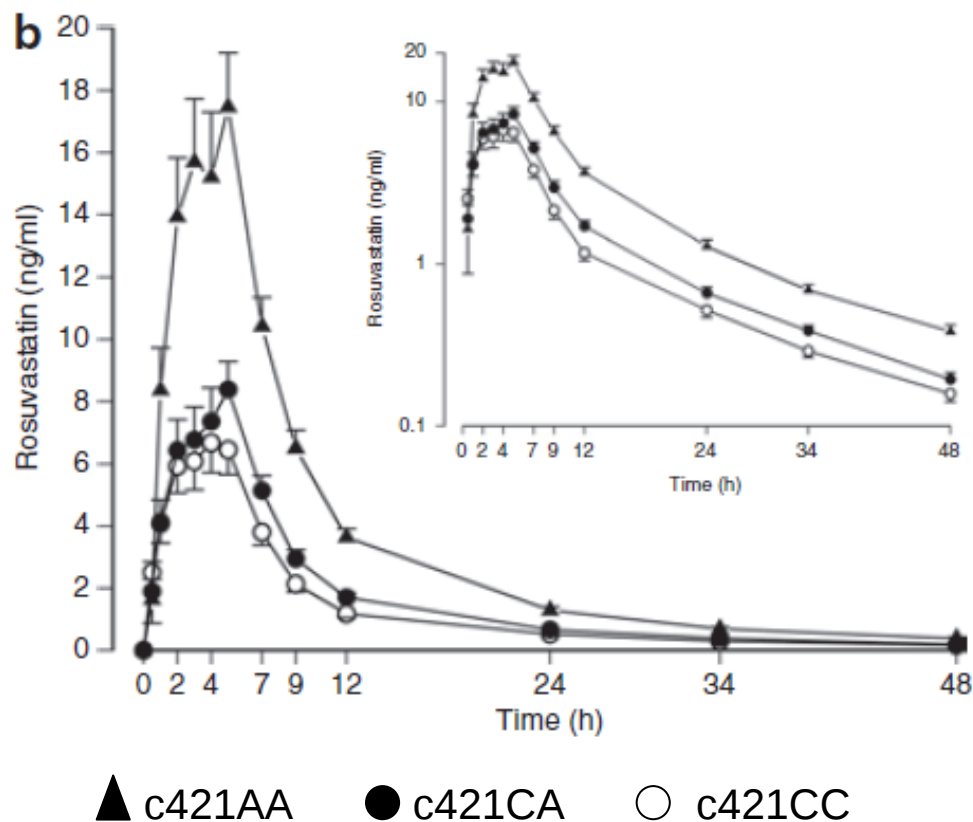 b
Rosuvastatin (ng/ml)
20
18
16
14
12
10
8
6
4
2
0
0 2 4 7 9 12 24 34 48
Time (h)
Rosuvastatin (ng/ml)
20
10
1
0.1
0 2 4 7 9 12 24 34 48
Time (h)
c421AA c421CA c421CC